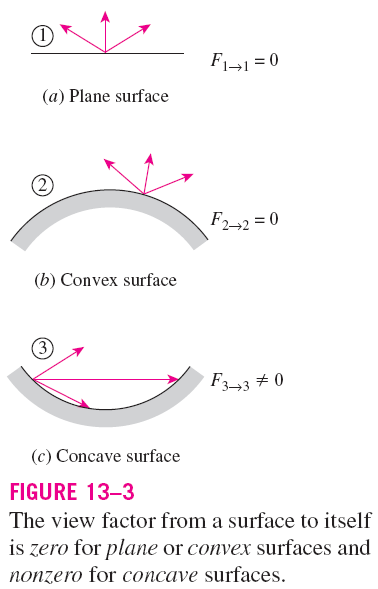 ①
F₁→₁ = 0
(a) Plane surface
②
F₂→₂ = 0
(b) Convex surface
③
F₃→₃ ≠ 0
(c) Concave surface
FIGURE 13–3
The view factor from a surface to itself
is zero for plane or convex surfaces and
nonzero for concave surfaces.